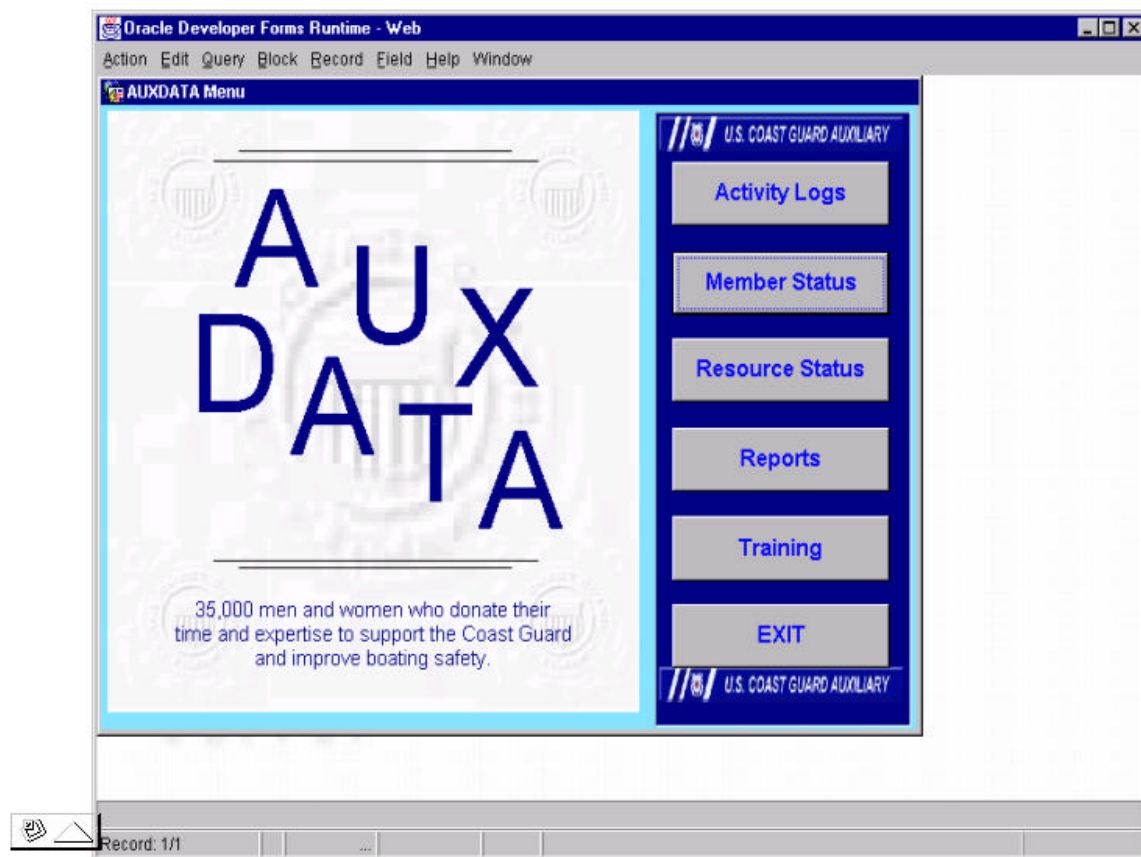 Oracle Developer Forms Runtime - Web
Action Edit Query Block Record Field Help Window
AUXDATA Menu
AUX
DATA
35,000 men and women who donate their
time and expertise to support the Coast Guard
and improve boating safety.
U.S. COAST GUARD AUXILIARY
Activity Logs
Member Status
Resource Status
Reports
Training
EXIT
U.S. COAST GUARD AUXILIARY
Record: 1/1
...